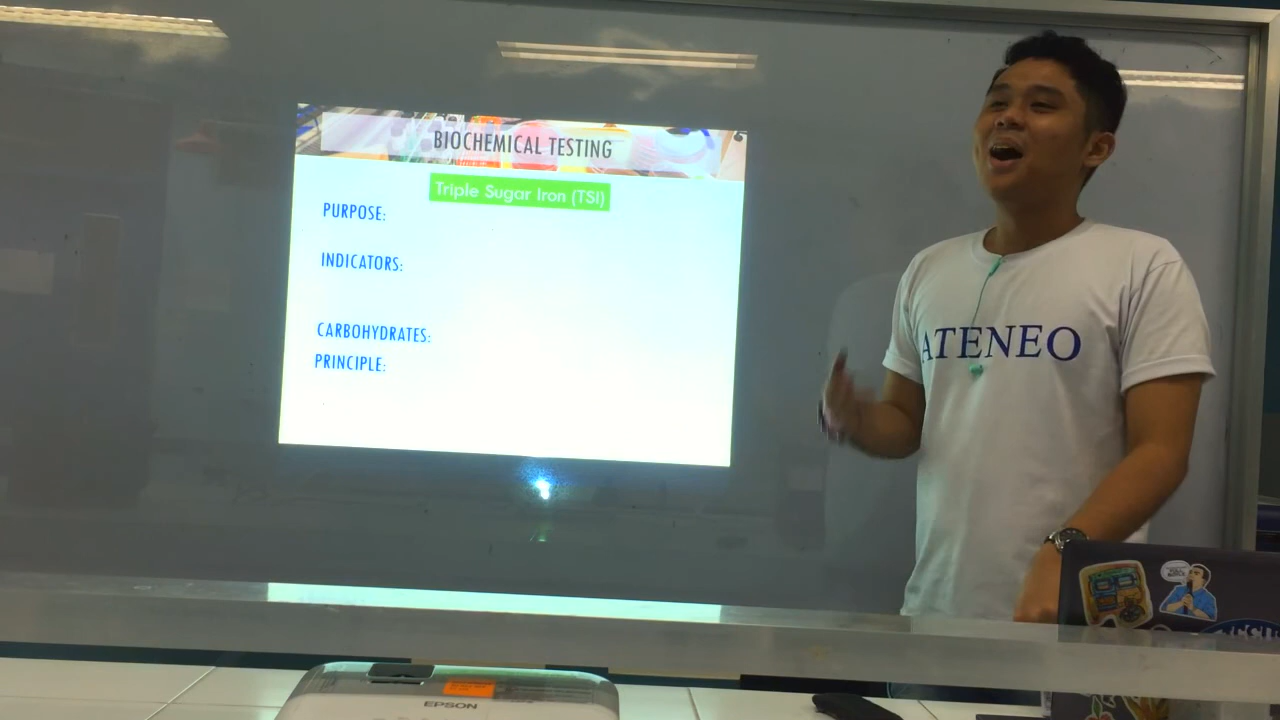 BIOCHEMICAL TESTING
Triple Sugar Iron (TSI)
PURPOSE:
INDICATORS:
CARBOHYDRATES:
PRINCIPLE:
ATENEO
EPSON